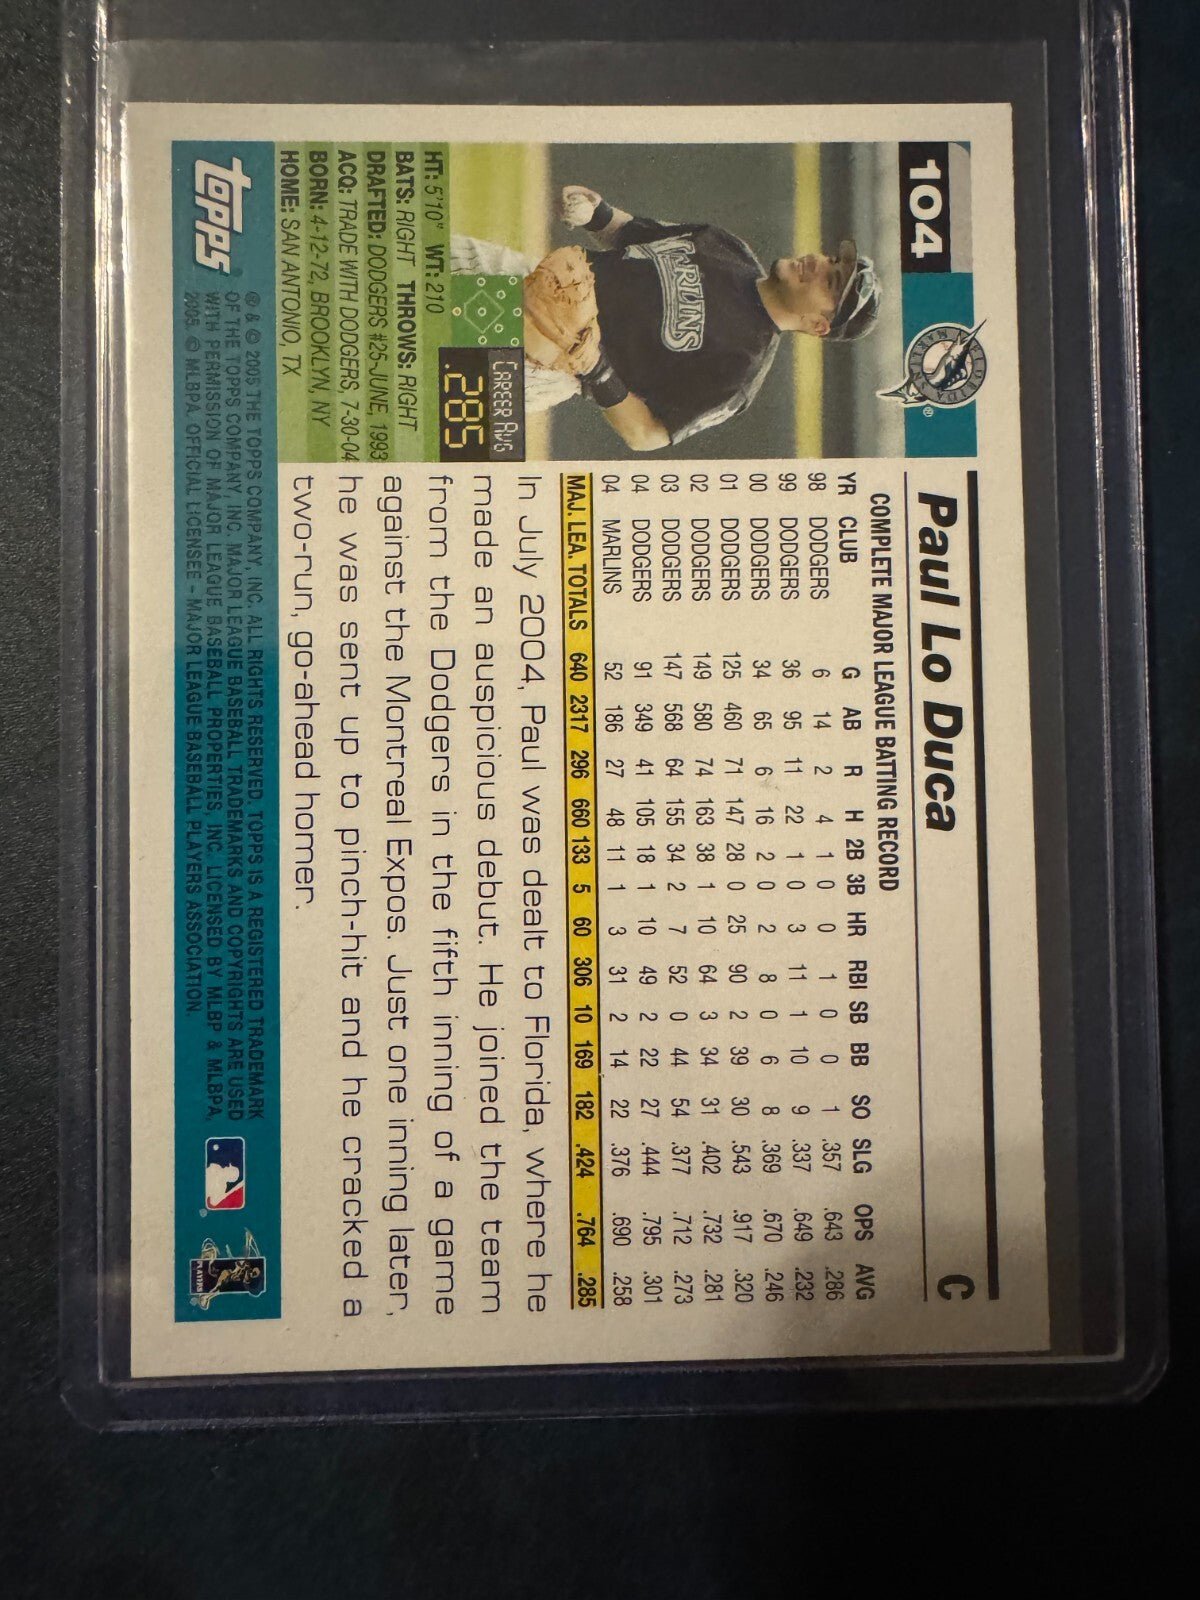 104
FLORIDA MARLINS ®
Paul Lo Duca C
MARLINS
COMPLETE MAJOR LEAGUE BATTING RECORD
YR CLUB G AB R H 2B 3B HR RBI SB BB SO SLG OPS AVG
98 DODGERS 6 14 2 4 1 0 0 1 0 0 1 .357 .643 .286
99 DODGERS 36 95 11 22 1 0 3 11 1 10 9 .337 .649 .232
00 DODGERS 34 65 6 16 2 0 2 8 0 6 8 .369 .670 .246
01 DODGERS 125 460 71 147 28 0 25 90 2 39 30 .543 .917 .320
02 DODGERS 149 580 74 163 38 1 10 64 3 34 31 .402 .732 .281
03 DODGERS 147 568 64 155 34 2 7 52 0 44 54 .377 .712 .273
04 DODGERS 91 349 41 105 18 1 10 49 2 22 27 .444 .795 .301
04 MARLINS 52 186 27 48 11 1 3 31 2 14 22 .376 .690 .258
MAJ. LEA. TOTALS 640 2317 296 660 133 5 60 306 10 169 182 .424 .764 .285
CAREER AVG
.285
HT: 5'10" WT: 210
BATS: RIGHT THROWS: RIGHT
DRAFTED: DODGERS #25-JUNE, 1993
ACQ: TRADE WITH DODGERS, 7-30-04
BORN: 4-12-72, BROOKLYN, NY
HOME: SAN ANTONIO, TX
In July 2004, Paul was dealt to Florida, where he
made an auspicious debut. He joined the team
from the Dodgers in the fifth inning of a game
against the Montreal Expos. Just one inning later,
he was sent up to pinch-hit and he cracked a
two-run, go-ahead homer.
topps
® & © 2005 THE TOPPS COMPANY, INC. ALL RIGHTS RESERVED. TOPPS IS A REGISTERED TRADEMARK
OF THE TOPPS COMPANY, INC. MAJOR LEAGUE BASEBALL TRADEMARKS AND COPYRIGHTS ARE USED
WITH PERMISSION OF MAJOR LEAGUE BASEBALL PROPERTIES, INC. LICENSED BY MLBP & MLBPA,
2005. © MLBPA. OFFICIAL LICENSEE – MAJOR LEAGUE BASEBALL PLAYERS ASSOCIATION.
®
PLAYERS